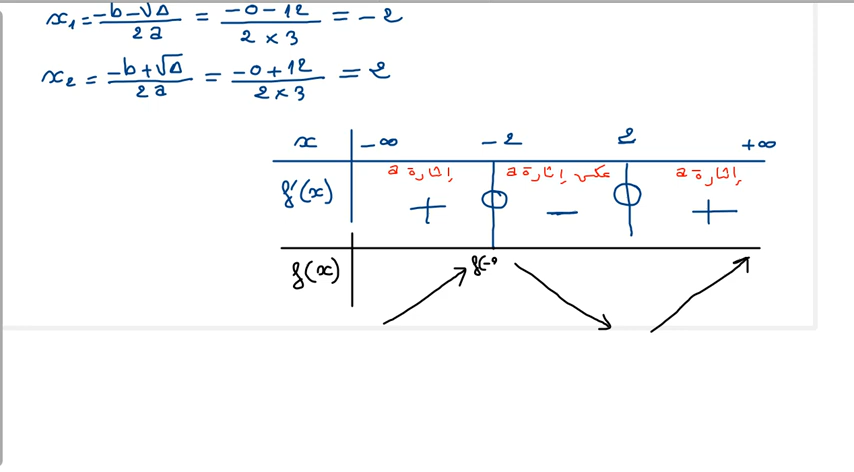 x₁ = (-b-√Δ)/2a = (-0-12)/(2×3) = -2
x₂ = (-b+√Δ)/2a = (-0+12)/(2×3) = 2
x -∞ -2 2 +∞
إشارة a عكس إشارة a إشارة a
f'(x) + 0 - 0 +
f(x) f(-2